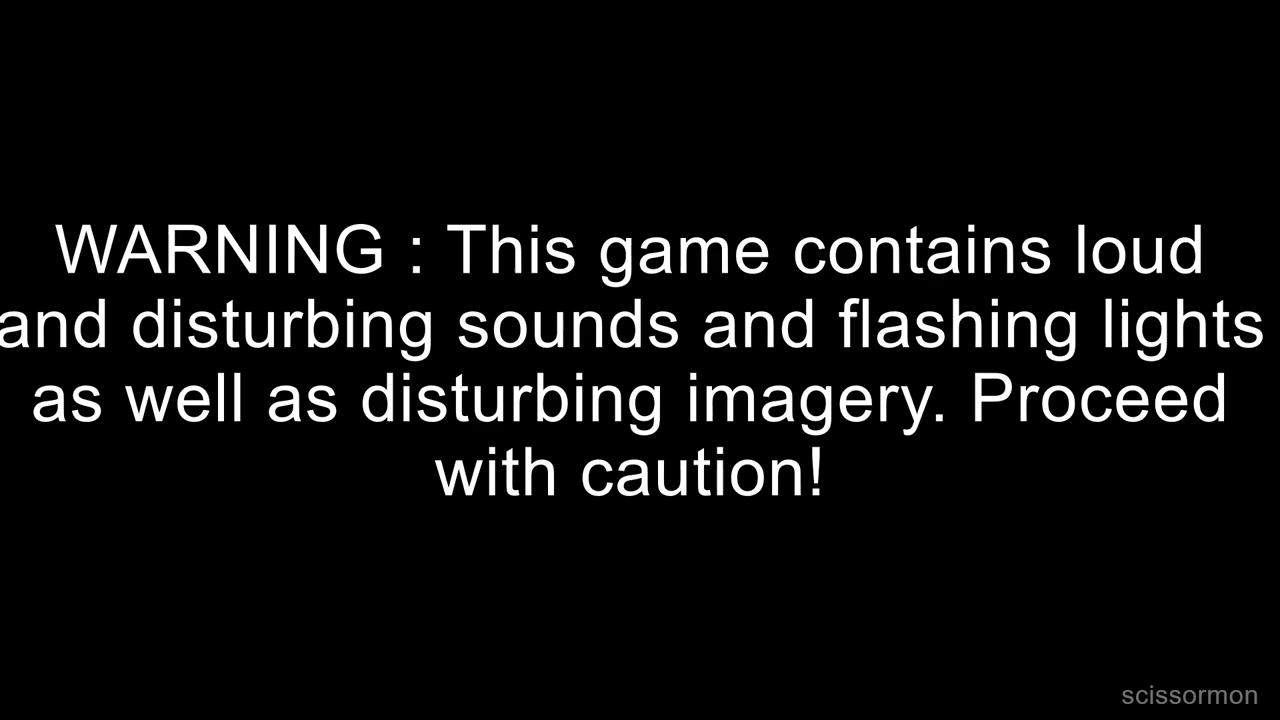 WARNING : This game contains loud
and disturbing sounds and flashing lights
as well as disturbing imagery. Proceed
with caution!
scissormon